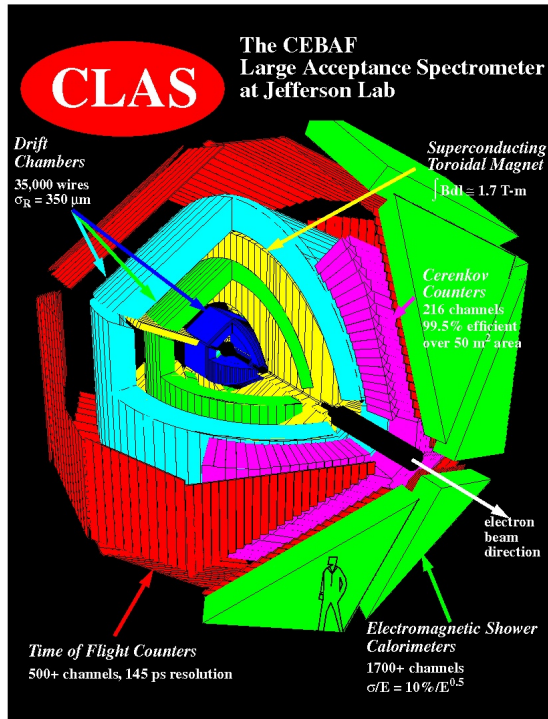 CLAS
The CEBAF
Large Acceptance Spectrometer
at Jefferson Lab
Drift
Chambers
35,000 wires
σR = 350 μm
Superconducting
Toroidal Magnet
∫Bdl ≅ 1.7 T-m
Cerenkov
Counters
216 channels
99.5% efficient
over 50 m² area
electron
beam
direction
Time of Flight Counters
500+ channels, 145 ps resolution
Electromagnetic Shower
Calorimeters
1700+ channels
σ/E = 10%/E^0.5